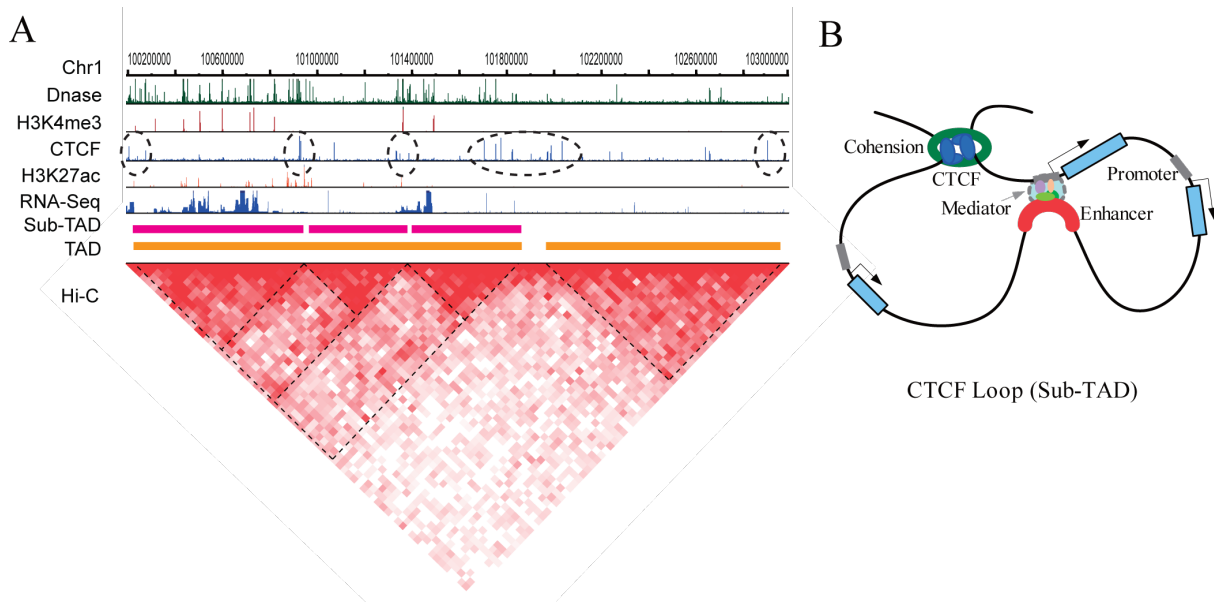 A
Chr1
100200000 100600000 101000000 101400000 101800000 102200000 102600000 103000000
Dnase
H3K4me3
CTCF
H3K27ac
RNA-Seq
Sub-TAD
TAD
Hi-C
B
Cohension
CTCF
Mediator
Promoter
Enhancer
CTCF Loop (Sub-TAD)